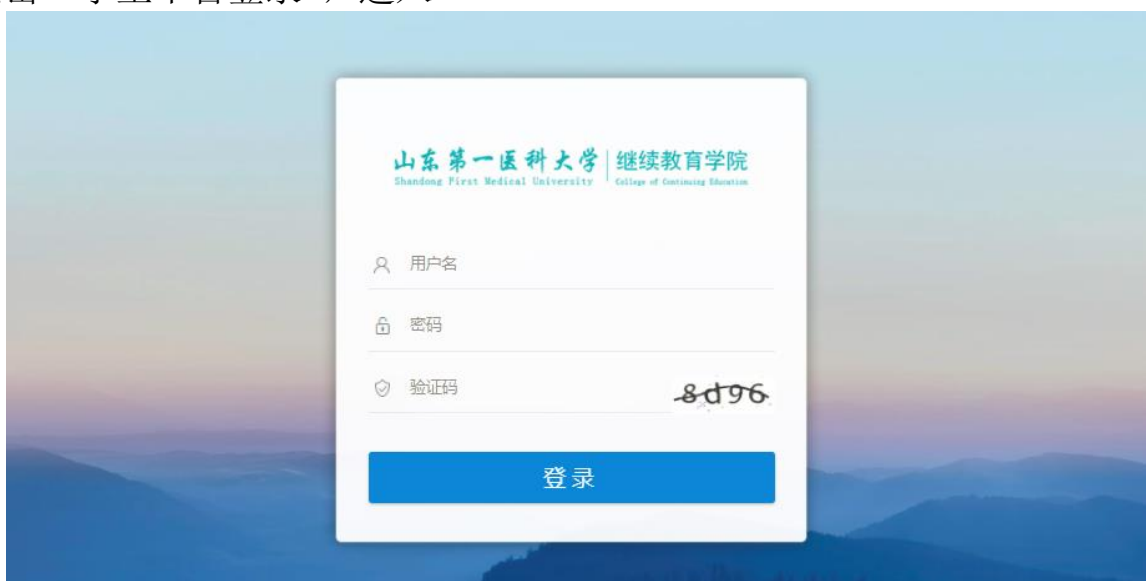 山东第一医科大学 继续教育学院
Shandong First Medical University College of Continuing Education
用户名
密码
验证码 8d96
登录